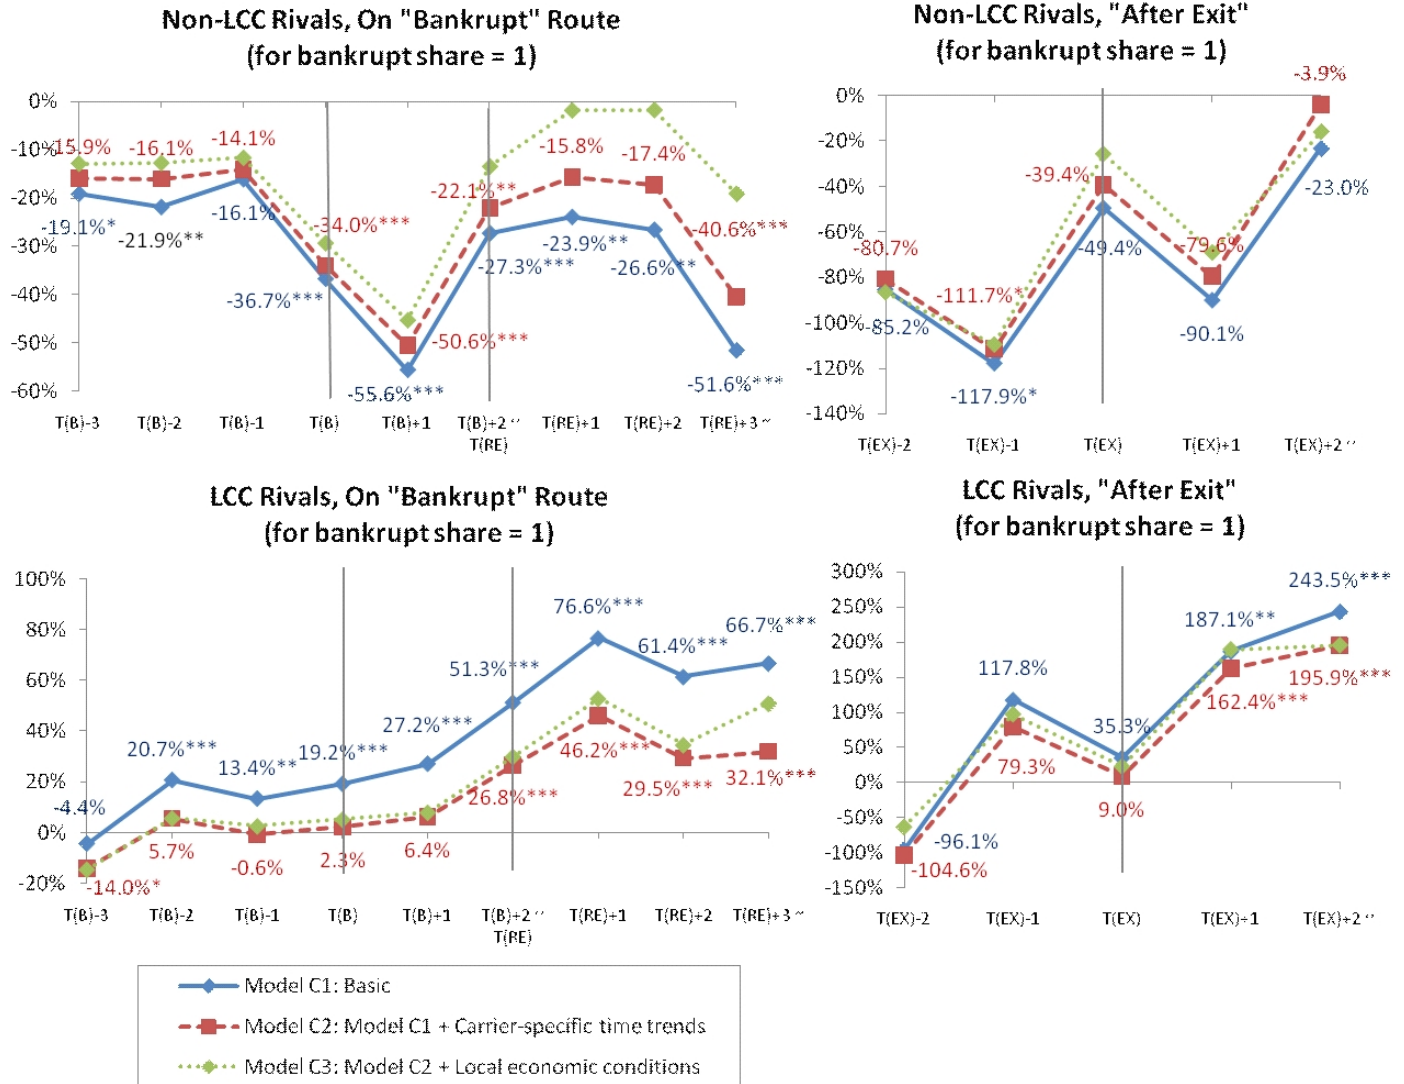 Non-LCC Rivals, On "Bankrupt" Route
(for bankrupt share = 1)
0%
-10%
-20%
-30%
-40%
-50%
-60%
-15.9%
-16.1%
-14.1%
-34.0%***
-50.6%***
-22.1%**
-15.8%
-17.4%
-40.6%***
-19.1%*
-21.9%**
-16.1%
-36.7%***
-55.6%***
-27.3%***
-23.9%**
-26.6%**
-51.6%***
T(B)-3
T(B)-2
T(B)-1
T(B)
T(B)+1
T(B)+2 ~
T(RE)
T(RE)+1
T(RE)+2
T(RE)+3 ~
Non-LCC Rivals, "After Exit"
(for bankrupt share = 1)
0%
-20%
-40%
-60%
-80%
-100%
-120%
-140%
-80.7%
-111.7%*
-39.4%
-79.6%
-3.9%
-85.2%
-117.9%*
-49.4%
-90.1%
-23.0%
T(EX)-2
T(EX)-1
T(EX)
T(EX)+1
T(EX)+2 ~
LCC Rivals, On "Bankrupt" Route
(for bankrupt share = 1)
100%
80%
60%
40%
20%
0%
-20%
-4.4%
20.7%***
13.4%**
19.2%***
27.2%***
51.3%***
76.6%***
61.4%***
66.7%***
-14.0%*
5.7%
-0.6%
2.3%
6.4%
26.8%***
46.2%***
29.5%***
32.1%***
T(B)-3
T(B)-2
T(B)-1
T(B)
T(B)+1
T(B)+2 ~
T(RE)
T(RE)+1
T(RE)+2
T(RE)+3 ~
LCC Rivals, "After Exit"
(for bankrupt share = 1)
300%
250%
200%
150%
100%
50%
0%
-50%
-100%
-150%
-96.1%
117.8%
35.3%
187.1%**
243.5%***
-104.6%
79.3%
9.0%
162.4%***
195.9%***
T(EX)-2
T(EX)-1
T(EX)
T(EX)+1
T(EX)+2 ~
Model C1: Basic
Model C2: Model C1 + Carrier-specific time trends
Model C3: Model C2 + Local economic conditions